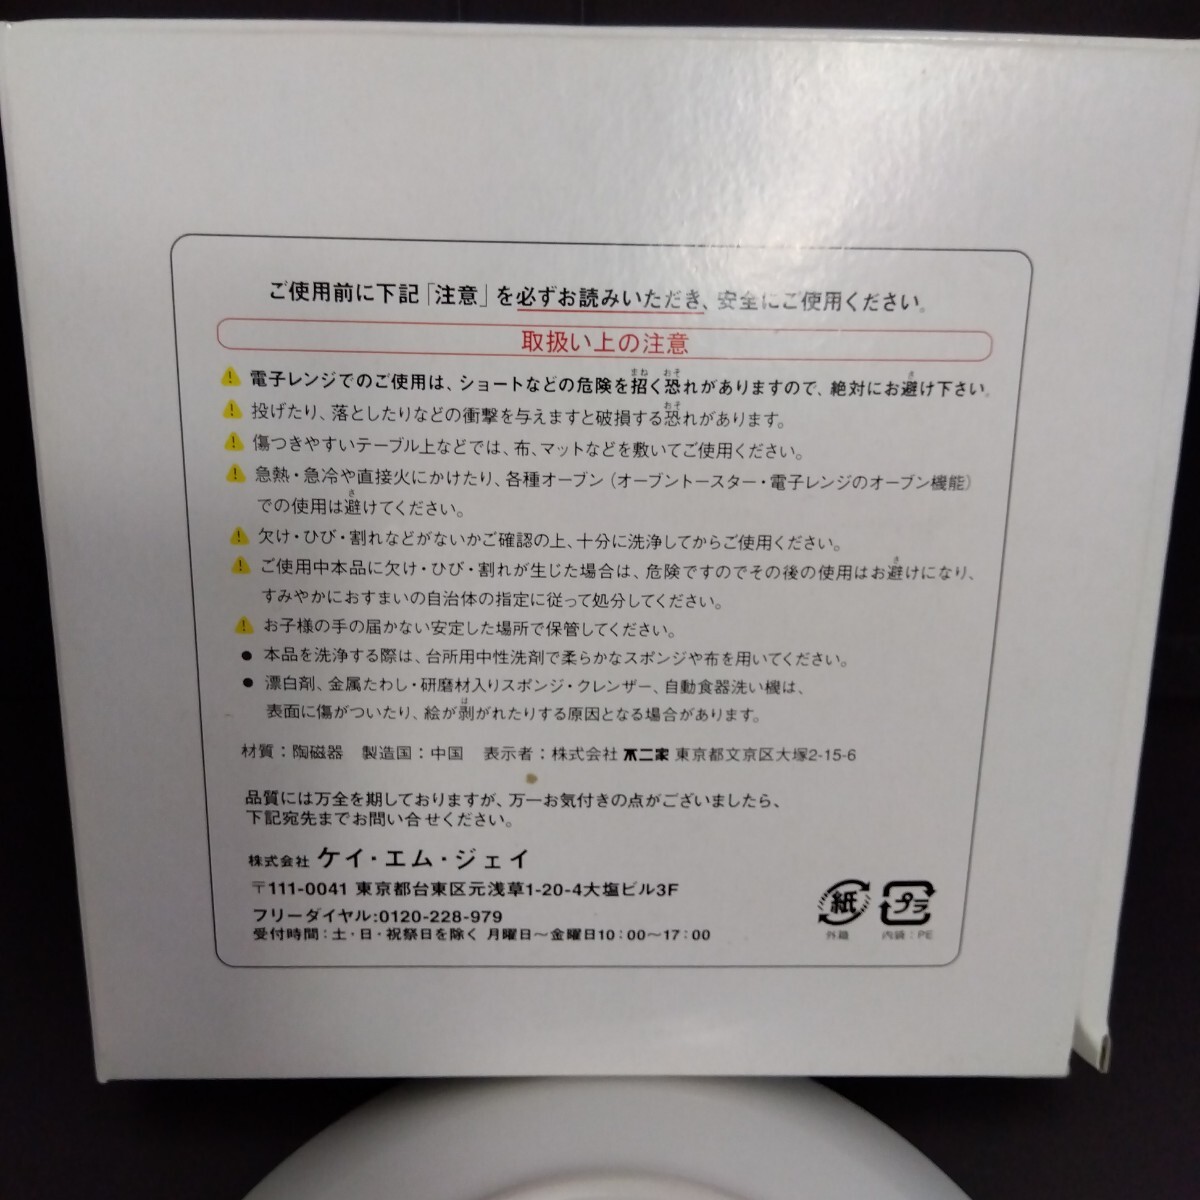 ご使用前に下記「注意」を必ずお読みいただき、安全にご使用ください。
取扱い上の注意
電子レンジでのご使用は、ショートなどの危険を招く恐れがありますので、絶対にお避け下さい。
投げたり、落としたりなどの衝撃を与えますと破損する恐れがあります。
傷つきやすいテーブル上などでは、布、マットなどを敷いてご使用ください。
急熱・急冷や直接火にかけたり、各種オーブン（オーブントースター・電子レンジのオーブン機能）
での使用は避けてください。
欠け・ひび・割れなどがないかご確認の上、十分に洗浄してからご使用ください。
ご使用中本品に欠け・ひび・割れが生じた場合は、危険ですのでその後の使用はお避けになり、
すみやかにおすまいの自治体の指定に従って処分してください。
お子様の手の届かない安定した場所で保管してください。
● 本品を洗浄する際は、台所用中性洗剤で柔らかなスポンジや布を用いてください。
● 漂白剤、金属たわし・研磨材入りスポンジ・クレンザー、自動食器洗い機は、
表面に傷がついたり、絵が剥がれたりする原因となる場合があります。
材質：陶磁器 製造国：中国 表示者：株式会社 不二家 東京都文京区大塚2-15-6
品質には万全を期しておりますが、万一お気付きの点がございましたら、
下記宛先までお問い合せください。
株式会社 ケイ・エム・ジェイ
〒111-0041 東京都台東区元浅草1-20-4大塩ビル3F
フリーダイヤル:0120-228-979
受付時間：土・日・祝祭日を除く 月曜日〜金曜日10：00〜17：00
紙 プラ
外箱 内袋：PE